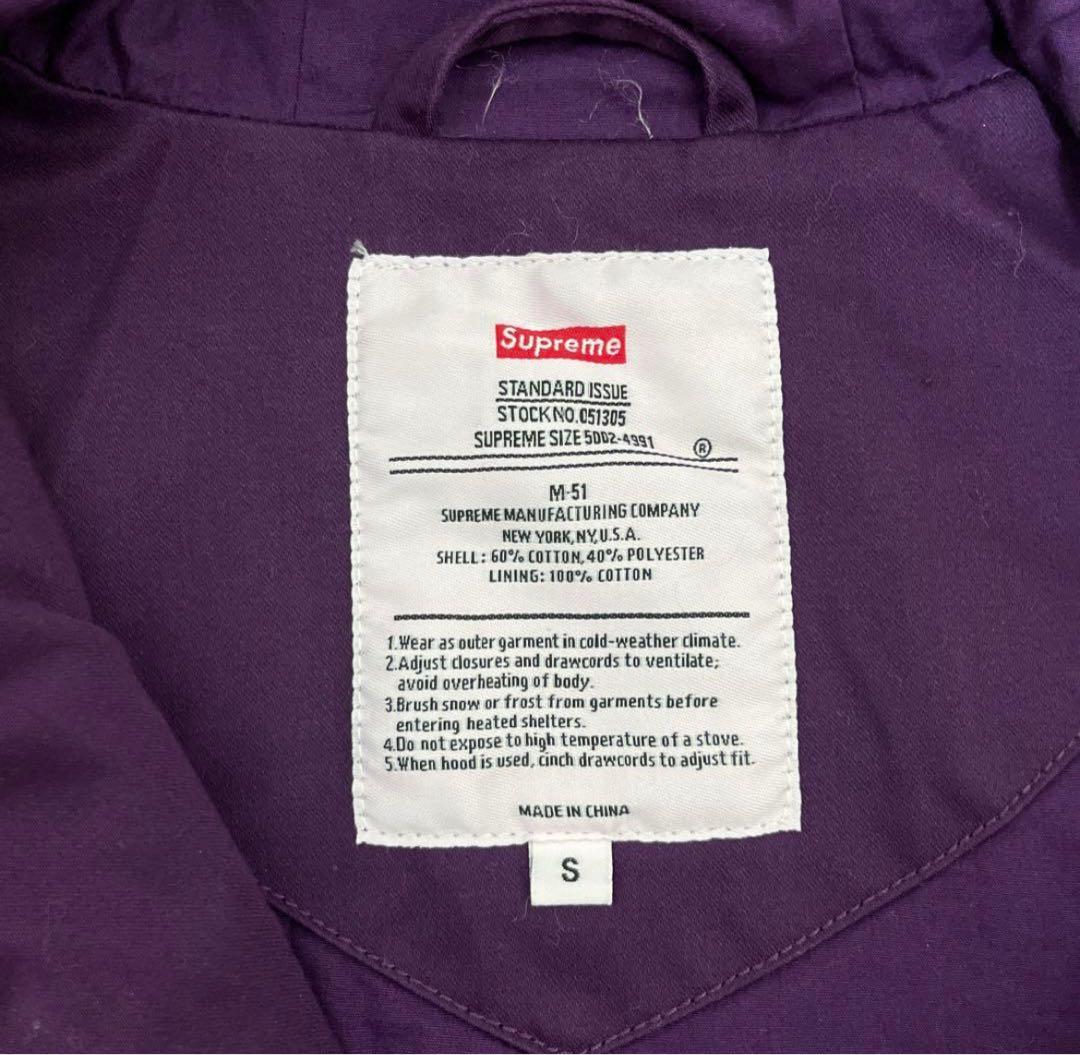 Supreme
STANDARD ISSUE
STOCK NO. 051305
SUPREME SIZE 5002-4991
®
M-51
SUPREME MANUFACTURING COMPANY
NEW YORK, NY, U.S.A.
SHELL: 60% COTTON, 40% POLYESTER
LINING: 100% COTTON
1.Wear as outer garment in cold-weather climate.
2.Adjust closures and drawcords to ventilate;
avoid overheating of body.
3.Brush snow or frost from garments before
entering heated shelters.
4.Do not expose to high temperature of a stove.
5.When hood is used, cinch drawcords to adjust fit.
MADE IN CHINA
S